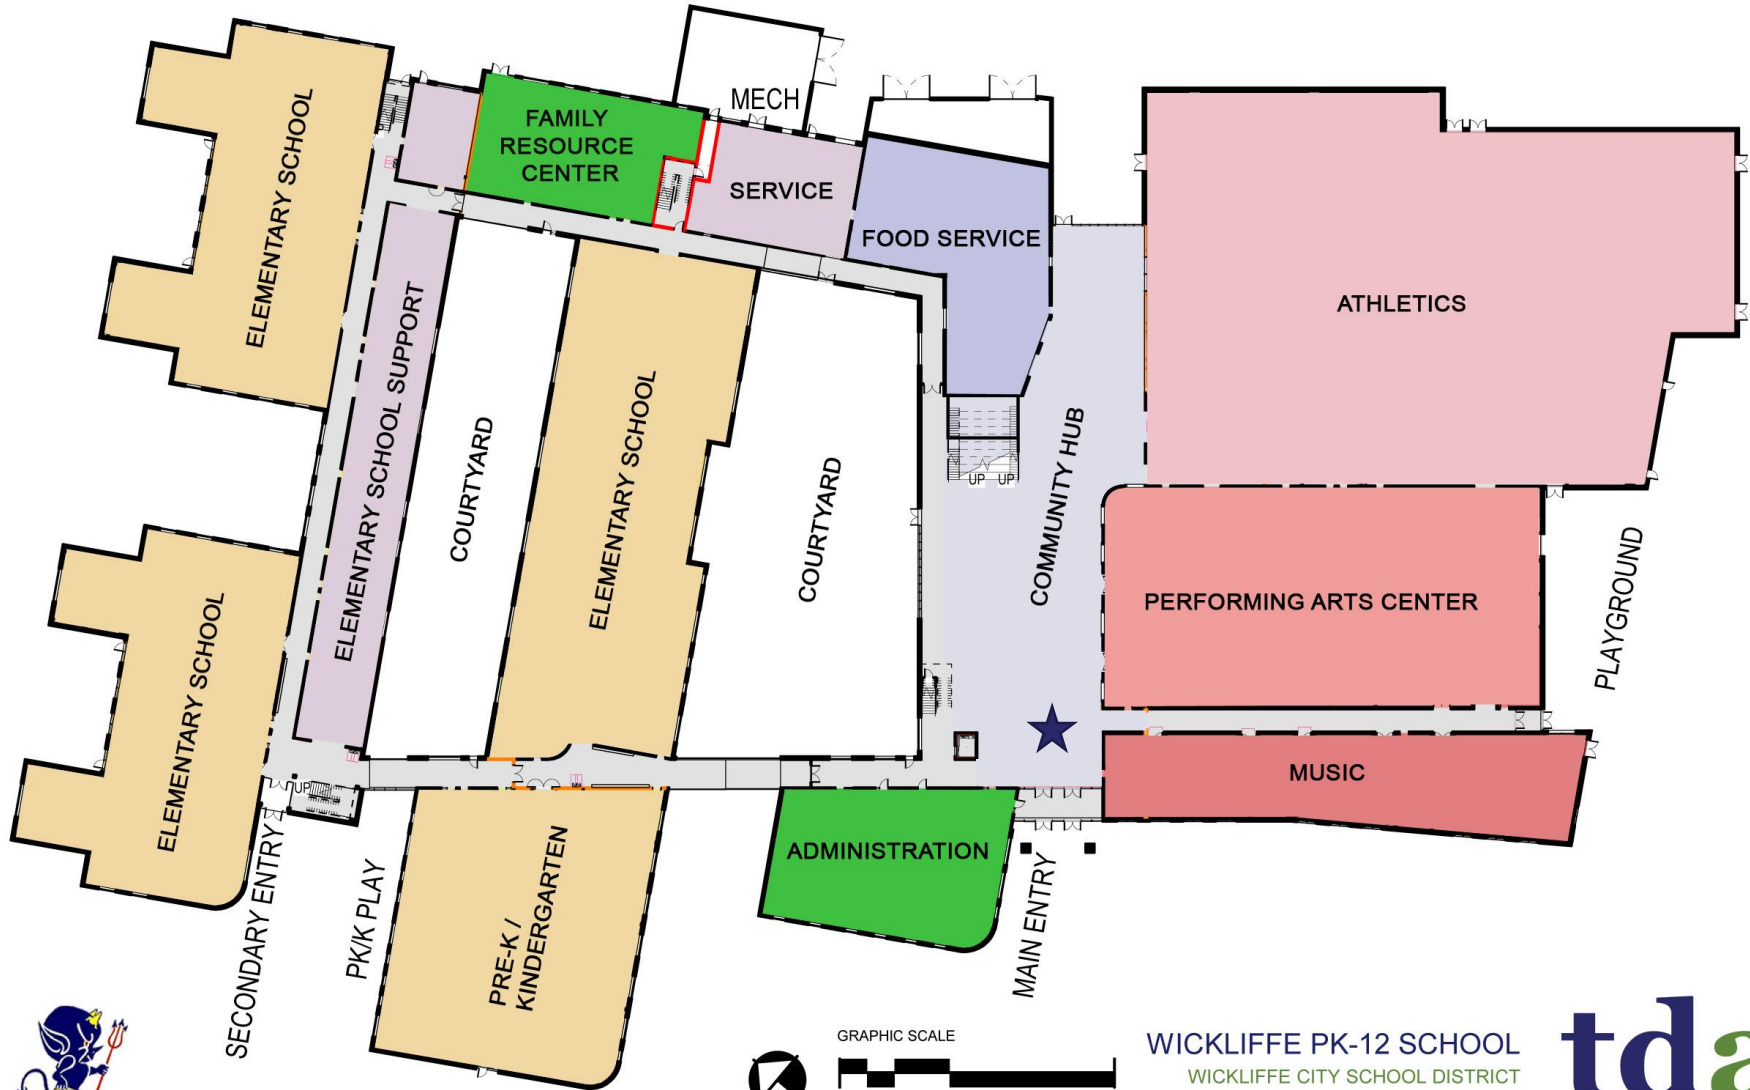 MECH
FAMILY
RESOURCE
CENTER
SERVICE
FOOD SERVICE
ELEMENTARY SCHOOL
ELEMENTARY SCHOOL SUPPORT
COURTYARD
ELEMENTARY SCHOOL
COURTYARD
UP UP
COMMUNITY HUB
ATHLETICS
PERFORMING ARTS CENTER
PLAYGROUND
MUSIC
ELEMENTARY SCHOOL
UP
SECONDARY ENTRY
PK/K PLAY
PRE-K /
KINDERGARTEN
ADMINISTRATION
MAIN ENTRY
GRAPHIC SCALE
WICKLIFFE PK-12 SCHOOL
WICKLIFFE CITY SCHOOL DISTRICT
tda